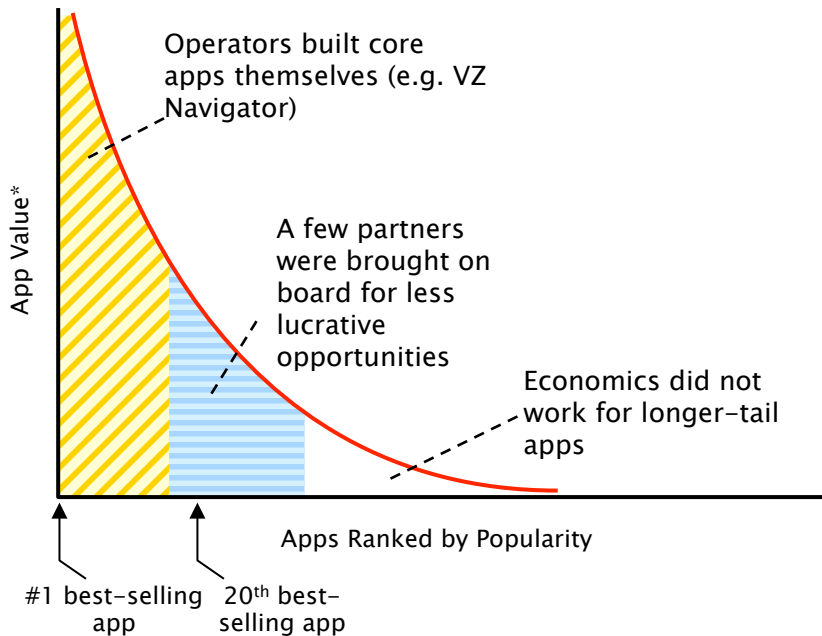 Operators built core
apps themselves (e.g. VZ
Navigator)
App Value*
A few partners
were brought on
board for less
lucrative
opportunities
Economics did not
work for longer-tail
apps
Apps Ranked by Popularity
#1 best-selling
app
20th best-
selling app